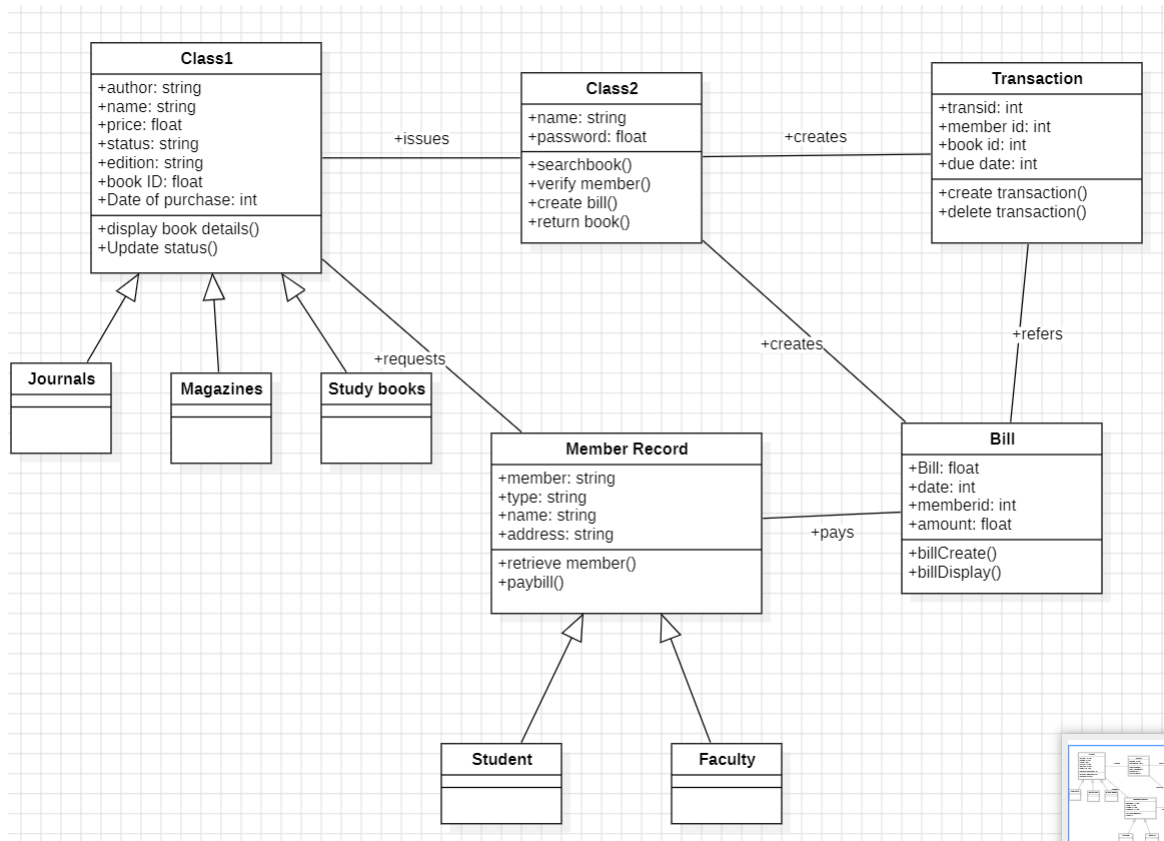 Class1
+author: string
+name: string
+price: float
+status: string
+edition: string
+book ID: float
+Date of purchase: int
+display book details()
+Update status()
+issues
Class2
+name: string
+password: float
+searchbook()
+verify member()
+create bill()
+return book()
+creates
Transaction
+transid: int
+member id: int
+book id: int
+due date: int
+create transaction()
+delete transaction()
+requests
+creates
+refers
Journals
Magazines
Study books
Member Record
+member: string
+type: string
+name: string
+address: string
+retrieve member()
+paybill()
+pays
Bill
+Bill: float
+date: int
+memberid: int
+amount: float
+billCreate()
+billDisplay()
Student
Faculty